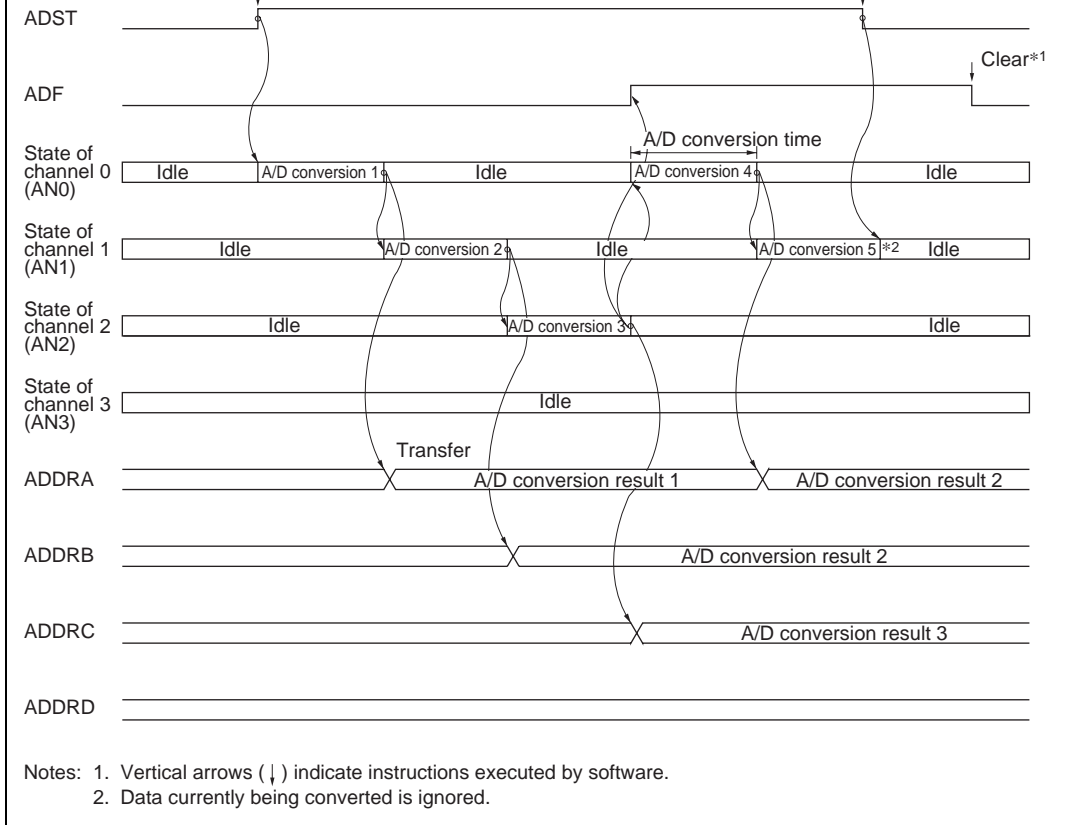 ADST
Clear*1
ADF
A/D conversion time
State of
channel 0
(AN0)
Idle A/D conversion 1 Idle A/D conversion 4 Idle
State of
channel 1
(AN1)
Idle A/D conversion 2 Idle A/D conversion 5 *2 Idle
State of
channel 2
(AN2)
Idle A/D conversion 3 Idle
State of
channel 3
(AN3)
Idle
Transfer
ADDRA A/D conversion result 1 A/D conversion result 2
ADDRB A/D conversion result 2
ADDRC A/D conversion result 3
ADDRD
Notes: 1. Vertical arrows (↓) indicate instructions executed by software.
2. Data currently being converted is ignored.